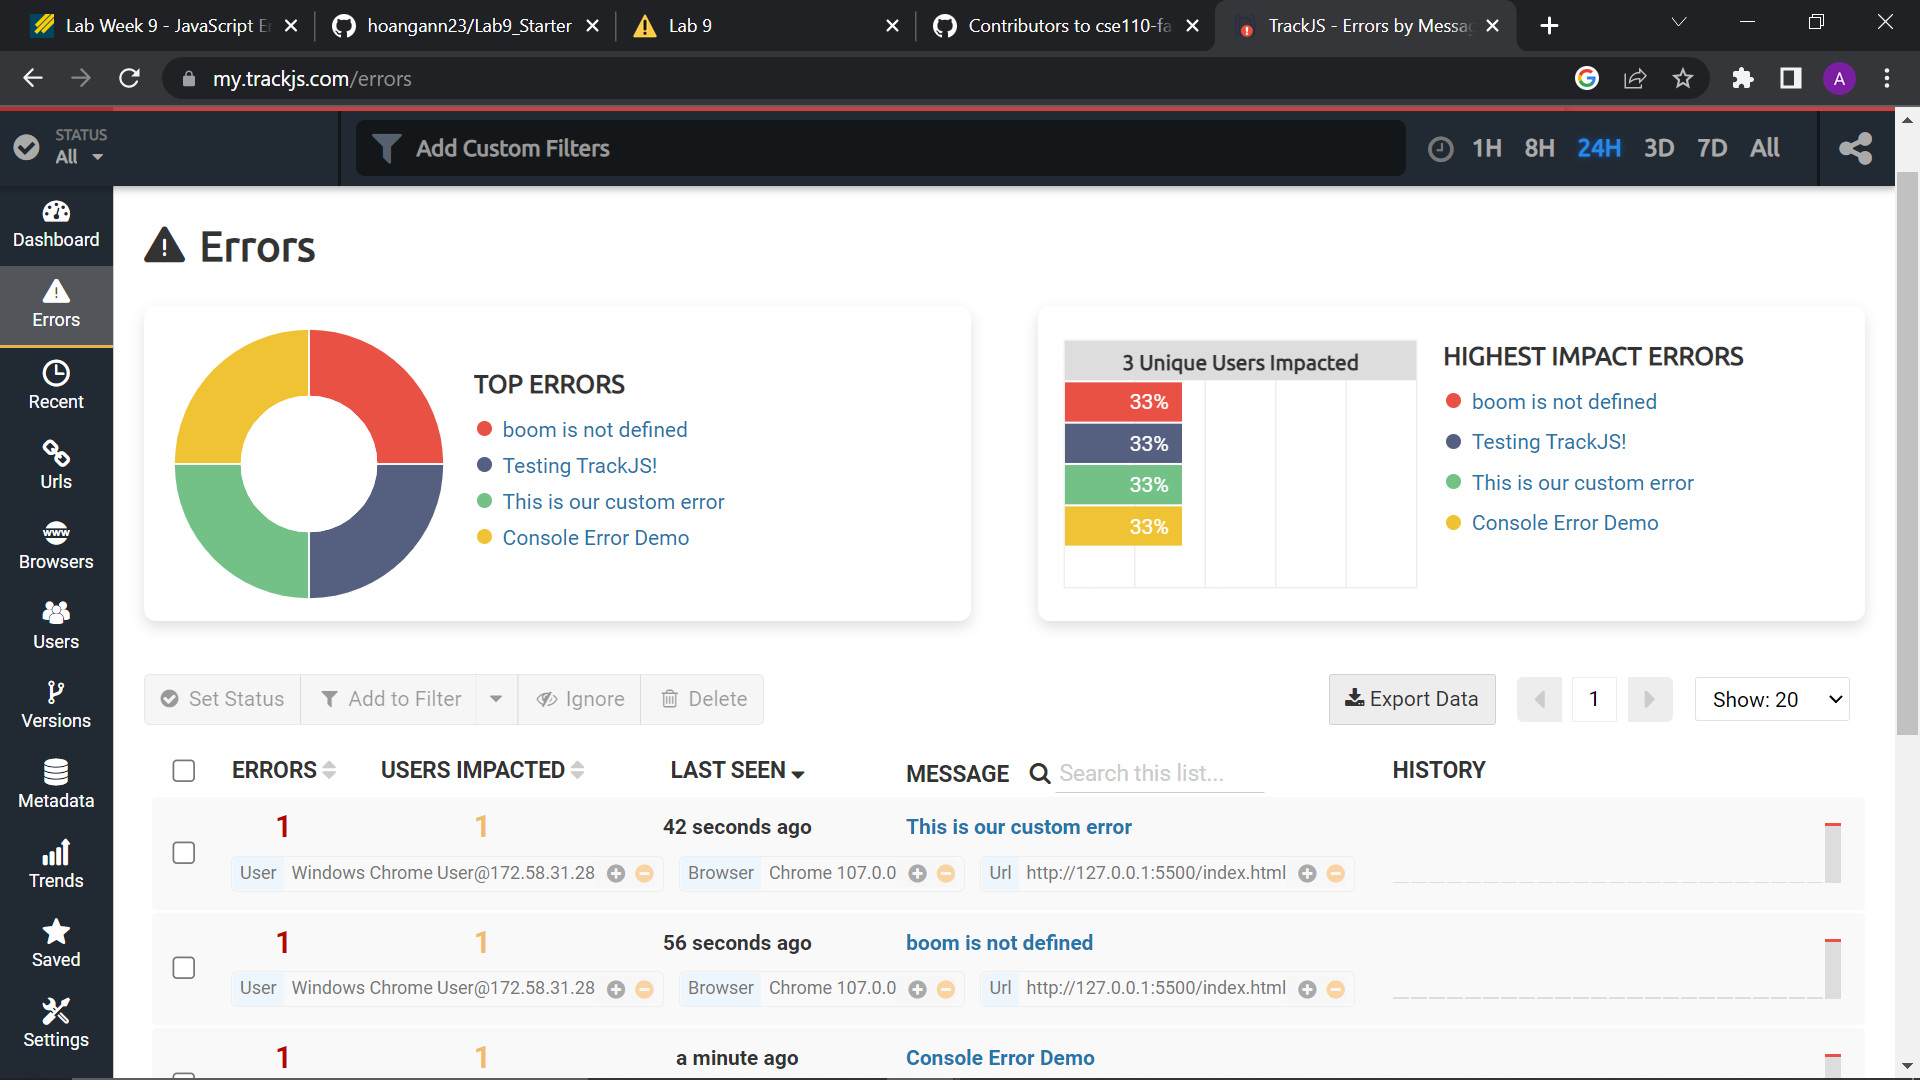 Lab Week 9 - JavaScript E
hoangann23/Lab9_Starter
Lab 9
Contributors to cse110-fa
TrackJS - Errors by Messag
my.trackjs.com/errors
A
STATUS
All
Add Custom Filters
1H 8H 24H 3D 7D All
Dashboard
Errors
Recent
Urls
www
Browsers
Users
Versions
Metadata
Trends
Saved
Settings
Errors
TOP ERRORS
boom is not defined
Testing TrackJS!
This is our custom error
Console Error Demo
3 Unique Users Impacted
33%
33%
33%
33%
HIGHEST IMPACT ERRORS
boom is not defined
Testing TrackJS!
This is our custom error
Console Error Demo
Set Status Add to Filter Ignore Delete
Export Data 1 Show: 20
ERRORS USERS IMPACTED LAST SEEN MESSAGE Search this list... HISTORY
1 1 42 seconds ago This is our custom error
User Windows Chrome User@172.58.31.28 Browser Chrome 107.0.0 Url http://127.0.0.1:5500/index.html
1 1 56 seconds ago boom is not defined
User Windows Chrome User@172.58.31.28 Browser Chrome 107.0.0 Url http://127.0.0.1:5500/index.html
1 1 a minute ago Console Error Demo